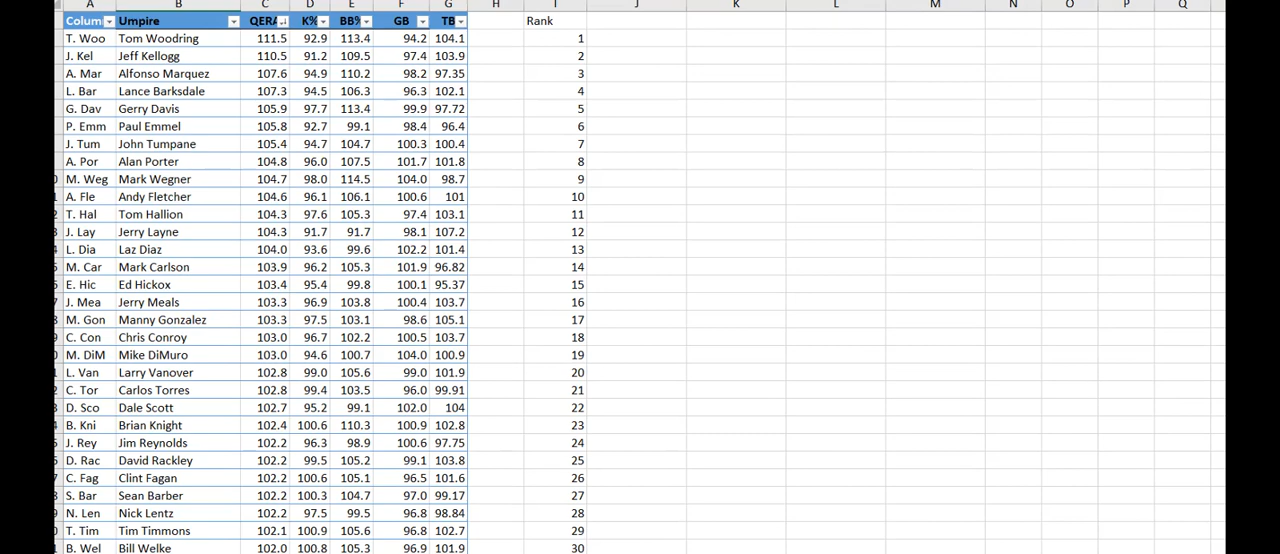 A B C D E F G H I J K L M N O P Q
Colum Umpire QERA K% BB% GB TB Rank
T. Woo Tom Woodring 111.5 92.9 113.4 94.2 104.1 1
J. Kel Jeff Kellogg 110.5 91.2 109.5 97.4 103.9 2
A. Mar Alfonso Marquez 107.6 94.9 110.2 98.2 97.35 3
L. Bar Lance Barksdale 107.3 94.5 106.3 96.3 102.1 4
G. Dav Gerry Davis 105.9 97.7 113.4 99.9 97.72 5
P. Emm Paul Emmel 105.8 92.7 99.1 98.4 96.4 6
J. Tum John Tumpane 105.4 94.7 104.7 100.3 100.4 7
A. Por Alan Porter 104.8 96.0 107.5 101.7 101.8 8
0 M. Weg Mark Wegner 104.7 98.0 114.5 104.0 98.7 9
1 A. Fle Andy Fletcher 104.6 96.1 106.1 100.6 101 10
2 T. Hal Tom Hallion 104.3 97.6 105.3 97.4 103.1 11
3 J. Lay Jerry Layne 104.3 91.7 91.7 98.1 107.2 12
4 L. Dia Laz Diaz 104.0 93.6 99.6 102.2 101.4 13
5 M. Car Mark Carlson 103.9 96.2 105.3 101.9 96.82 14
6 E. Hic Ed Hickox 103.4 95.4 99.8 100.1 95.37 15
7 J. Mea Jerry Meals 103.3 96.9 103.8 100.4 103.7 16
8 M. Gon Manny Gonzalez 103.3 97.5 103.1 98.6 105.1 17
9 C. Con Chris Conroy 103.0 96.7 102.2 100.5 103.7 18
0 M. DiM Mike DiMuro 103.0 94.6 100.7 104.0 100.9 19
1 L. Van Larry Vanover 102.8 99.0 105.6 99.0 101.9 20
2 C. Tor Carlos Torres 102.8 99.4 103.5 96.0 99.91 21
3 D. Sco Dale Scott 102.7 95.2 99.1 102.0 104 22
4 B. Kni Brian Knight 102.4 100.6 110.3 100.9 102.8 23
5 J. Rey Jim Reynolds 102.2 96.3 98.9 100.6 97.75 24
6 D. Rac David Rackley 102.2 99.5 105.2 99.1 103.8 25
7 C. Fag Clint Fagan 102.2 100.6 105.1 96.5 101.6 26
8 S. Bar Sean Barber 102.2 100.3 104.7 97.0 99.17 27
9 N. Len Nick Lentz 102.2 97.5 99.5 96.8 98.84 28
0 T. Tim Tim Timmons 102.1 100.9 105.6 96.8 102.7 29
1 B. Wel Bill Welke 102.0 100.8 105.3 96.9 101.9 30